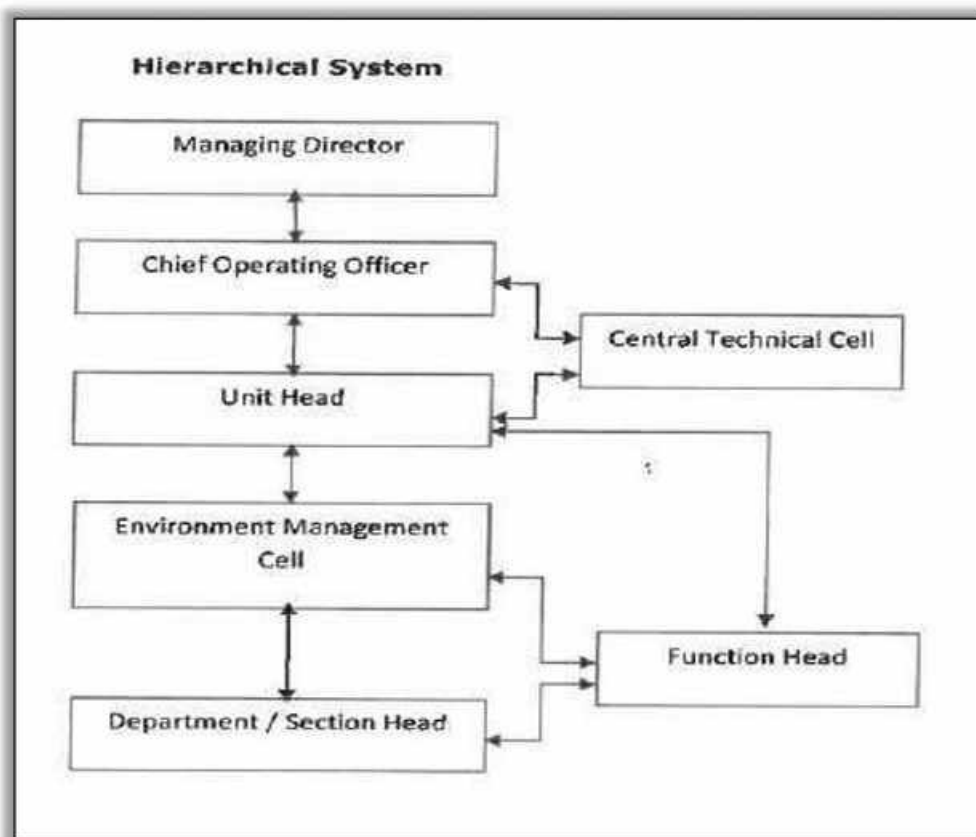 Hierarchical System
Managing Director
Chief Operating Officer
Central Technical Cell
Unit Head
Environment Management
Cell
Function Head
Department / Section Head